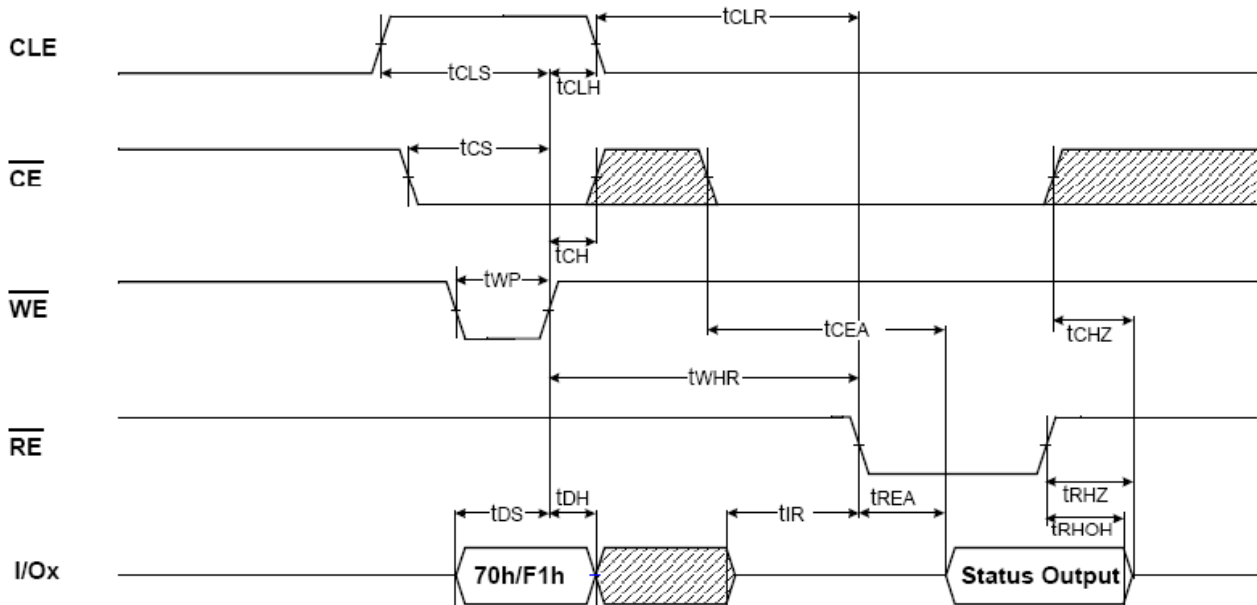 CLE
tCLR
tCLS
tCLH
CE
tCS
tCH
WE
tWP
tCEA
tCHZ
tWHR
RE
tDS
tDH
tIR
tREA
tRHZ
tRHOH
I/Ox
70h/F1h
Status Output